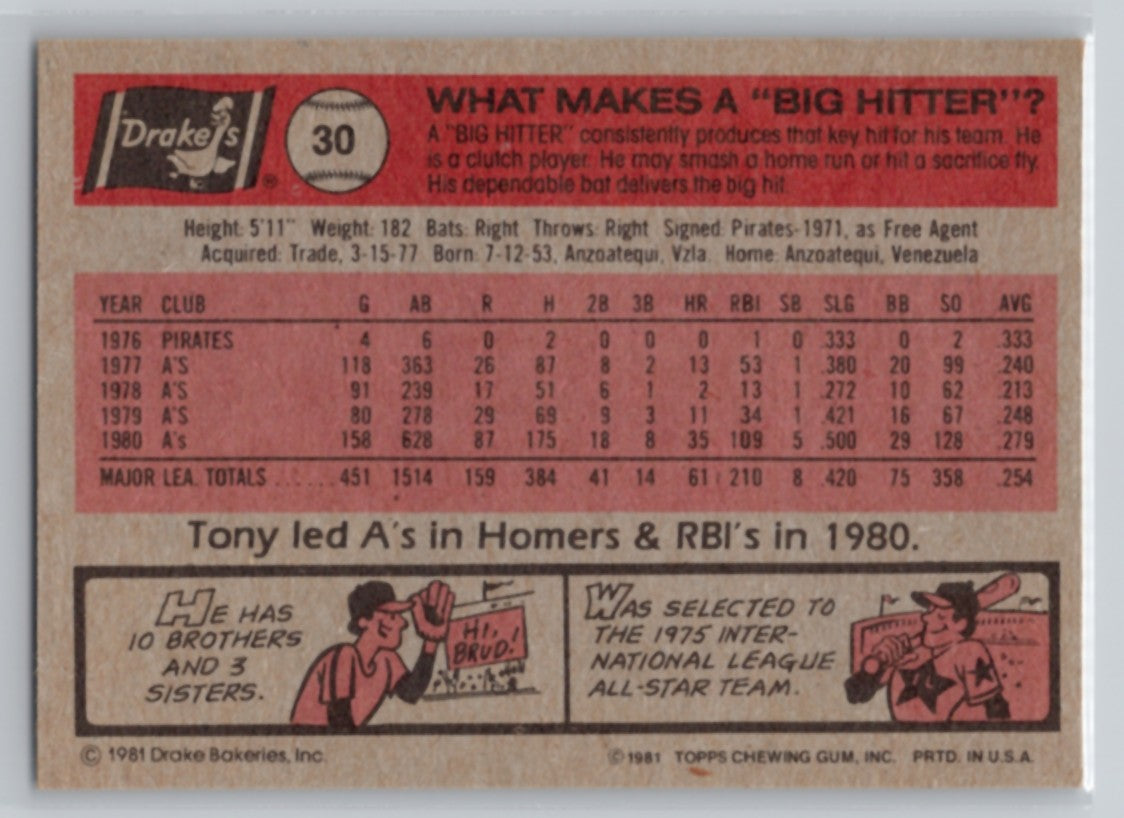 Drake's ®
30
WHAT MAKES A "BIG HITTER"?
A "BIG HITTER" consistently produces that key hit for his team. He
is a clutch player. He may smash a home run or hit a sacrifice fly.
His dependable bat delivers the big hit.
Height: 5'11" Weight: 182 Bats: Right Throws: Right Signed: Pirates-1971, as Free Agent
Acquired: Trade, 3-15-77 Born: 7-12-53, Anzoatequi, Vzla. Home: Anzoatequi, Venezuela
YEAR CLUB G AB R H 2B 3B HR RBI SB SLG BB SO AVG
1976 PIRATES 4 6 0 2 0 0 0 1 0 .333 0 2 .333
1977 A'S 118 363 26 87 8 2 13 53 1 .380 20 99 .240
1978 A'S 91 239 17 51 6 1 2 13 1 .272 10 62 .213
1979 A'S 80 278 29 69 9 3 11 34 1 .421 16 67 .248
1980 A's 158 628 87 175 18 8 35 109 5 .500 29 128 .279
MAJOR LEA. TOTALS ...... 451 1514 159 384 41 14 61 210 8 .420 75 358 .254
Tony led A's in Homers & RBI's in 1980.
HE HAS
10 BROTHERS
AND 3
SISTERS.
HI,
BRUD!
WAS SELECTED TO
THE 1975 INTER-
NATIONAL LEAGUE
ALL-STAR TEAM.
© 1981 Drake Bakeries, Inc.
© 1981 TOPPS CHEWING GUM, INC. PRTD. IN U.S.A.